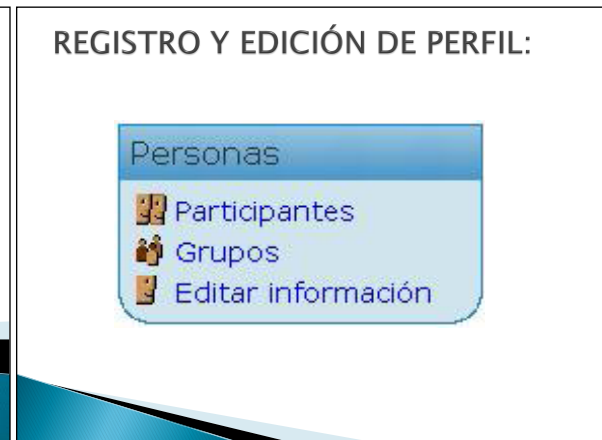 REGISTRO Y EDICIÓN DE PERFIL:
Personas
Participantes
Grupos
Editar información